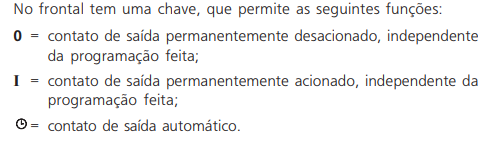 No frontal tem uma chave, que permite as seguintes funções:
0 = contato de saída permanentemente desacionado, independente
da programação feita;
I = contato de saída permanentemente acionado, independente da
programação feita;
= contato de saída automático.